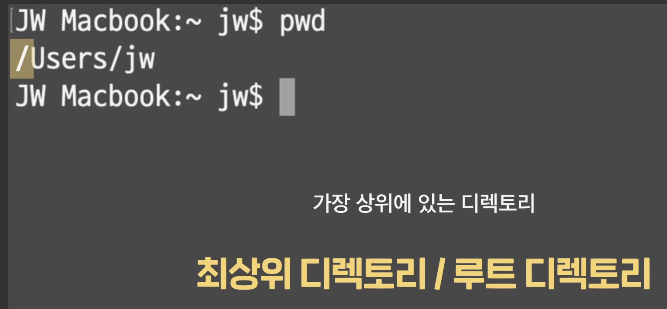 JW Macbook:~ jw$ pwd
/Users/jw
JW Macbook:~ jw$
가장 상위에 있는 디렉토리
최상위 디렉토리 / 루트 디렉토리